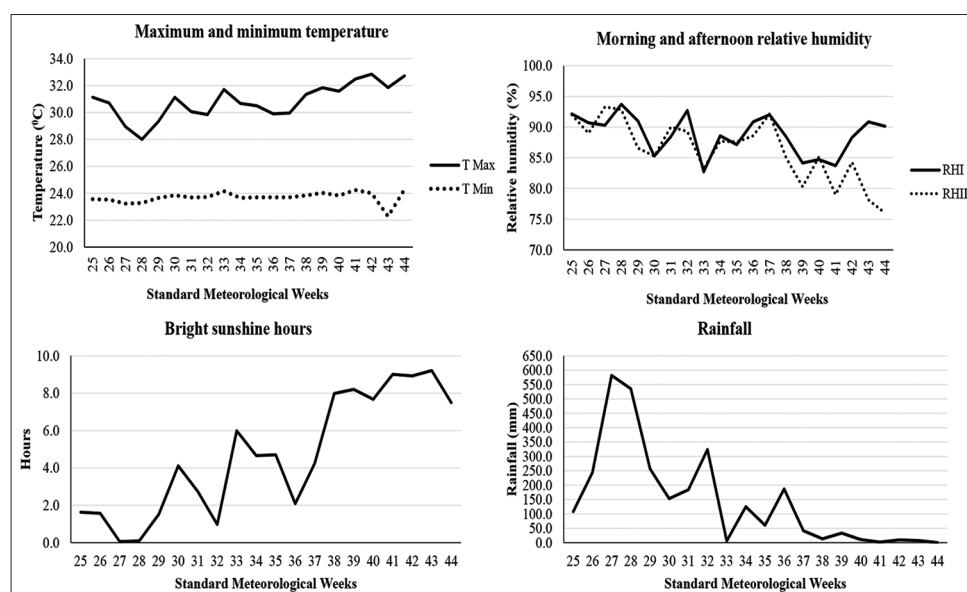 Maximum and minimum temperature
34.0
32.0
30.0
28.0
26.0
24.0
22.0
20.0
Temperature (⁰C)
25 26 27 28 29 30 31 32 33 34 35 36 37 38 39 40 41 42 43 44
Standard Meteorological Weeks
T Max
T Min
Morning and afternoon relative humidity
100.0
95.0
90.0
85.0
80.0
75.0
70.0
Relative humidity (%)
25 26 27 28 29 30 31 32 33 34 35 36 37 38 39 40 41 42 43 44
Standard Meteorological Weeks
RHI
RHII
Bright sunshine hours
10.0
8.0
6.0
4.0
2.0
0.0
Hours
25 26 27 28 29 30 31 32 33 34 35 36 37 38 39 40 41 42 43 44
Standard Meteorological Weeks
Rainfall
650.0
600.0
550.0
500.0
450.0
400.0
350.0
300.0
250.0
200.0
150.0
100.0
50.0
0.0
Rainfall (mm)
25 26 27 28 29 30 31 32 33 34 35 36 37 38 39 40 41 42 43 44
Standard Meteorological Weeks